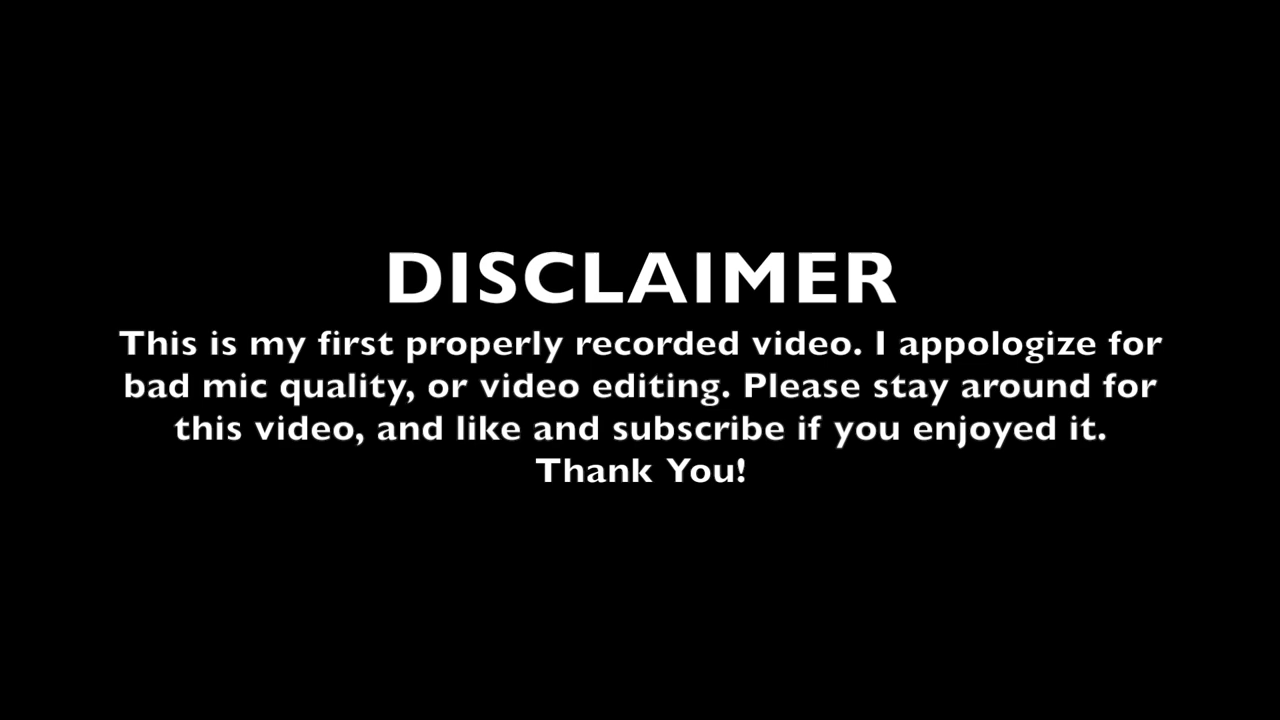 DISCLAIMER
This is my first properly recorded video. I appologize for
bad mic quality, or video editing. Please stay around for
this video, and like and subscribe if you enjoyed it.
Thank You!